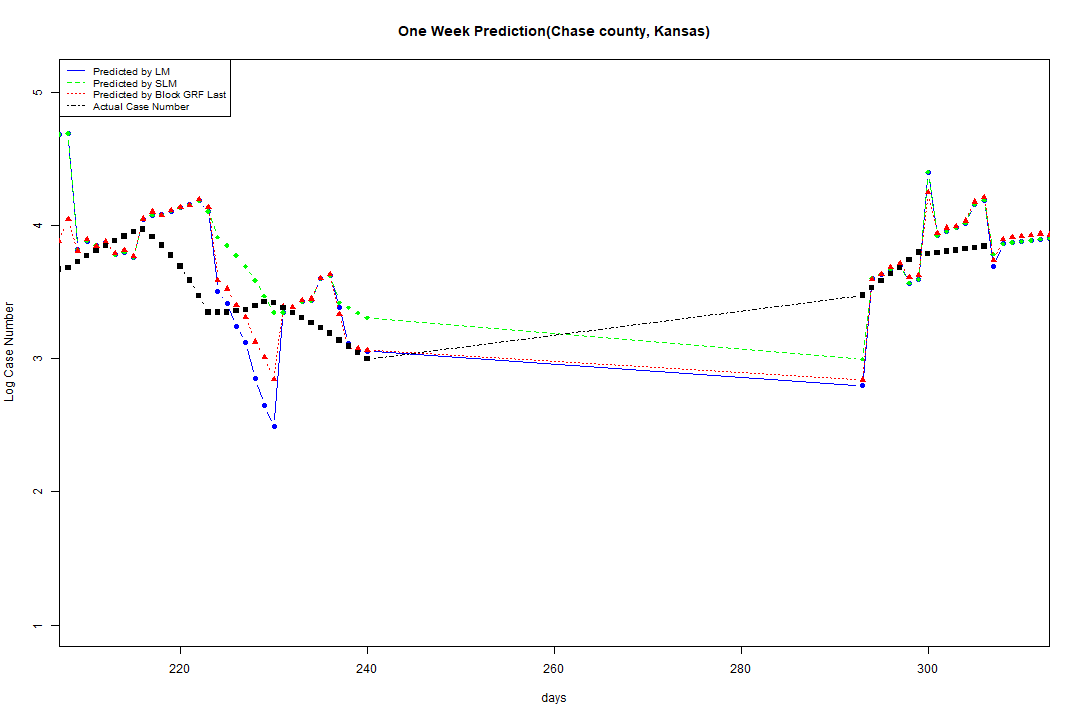 One Week Prediction(Chase county, Kansas)
Predicted by LM
Predicted by SLM
Predicted by Block GRF Last
Actual Case Number
5
4
3
2
1
Log Case Number
220
240
260
280
300
days